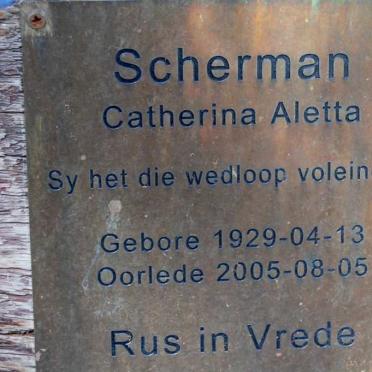 Scherman
Catherina Aletta
Sy het die wedloop volein
Gebore 1929-04-13
Oorlede 2005-08-05
Rus in Vrede